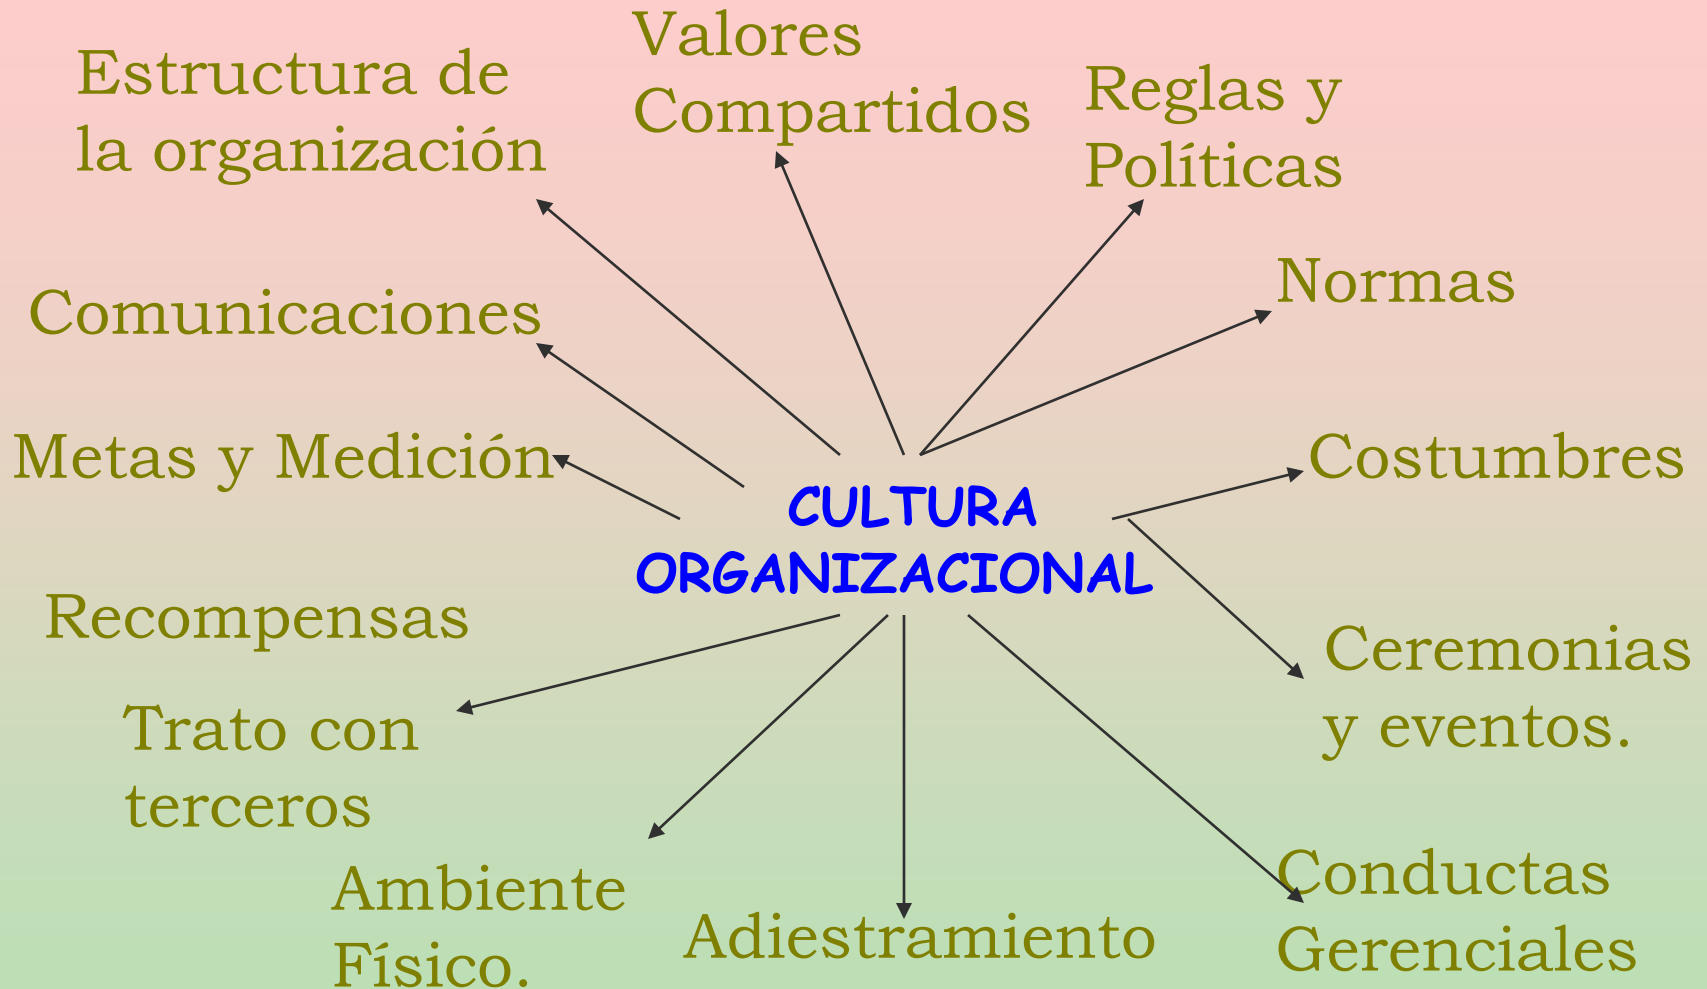 Estructura de
la organización
Valores
Compartidos
Reglas y
Políticas
Normas
Comunicaciones
Metas y Medición
Costumbres
CULTURA
ORGANIZACIONAL
Recompensas
Ceremonias
y eventos.
Trato con
terceros
Ambiente
Físico.
Adiestramiento
Conductas
Gerenciales